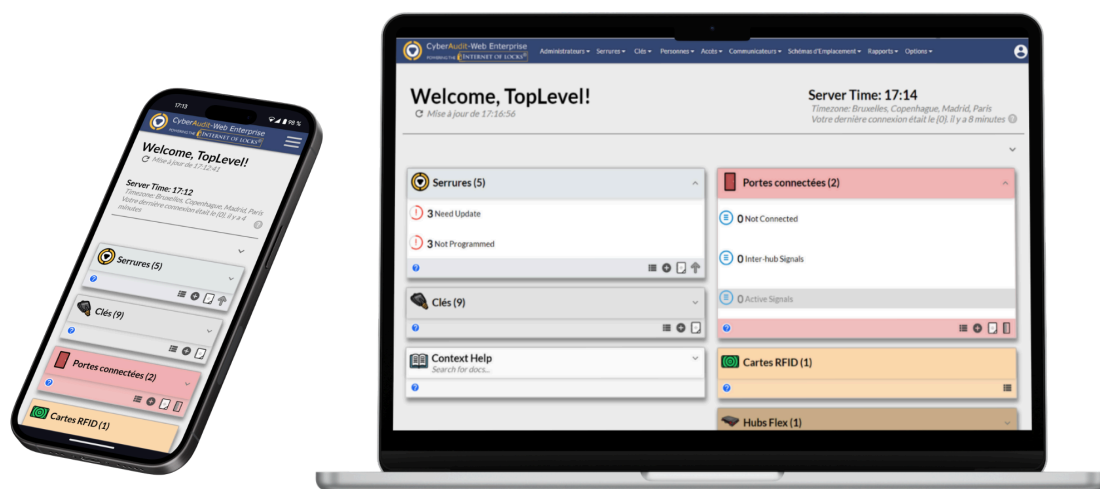 17:13
98 %
CyberAudit-Web Enterprise
POWERING THE INTERNET OF LOCKS®
Welcome, TopLevel!
Mise à jour de 17:12:41
Server Time: 17:12
Timezone: Bruxelles, Copenhague, Madrid, Paris
Votre dernière connexion était le {0}, il y a 4
minutes
Serrures (5)
Clés (9)
Portes connectées (2)
Cartes RFID (1)
CyberAudit-Web Enterprise
POWERING THE INTERNET OF LOCKS®
Administrateurs Serrures Clés Personnes Accès Communicateurs Schémas d'Emplacement Rapports Options
Welcome, TopLevel!
Mise à jour de 17:16:56
Server Time: 17:14
Timezone: Bruxelles, Copenhague, Madrid, Paris
Votre dernière connexion était le {0}, il y a 8 minutes
Serrures (5)
3 Need Update
3 Not Programmed
Clés (9)
Context Help
Search for docs...
Portes connectées (2)
0 Not Connected
0 Inter-hub Signals
0 Active Signals
Cartes RFID (1)
Hubs Flex (1)